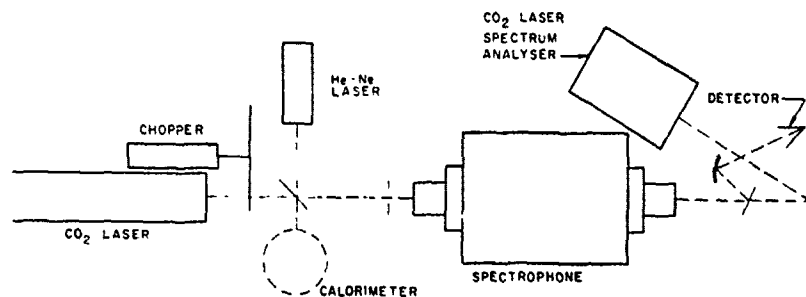 CO₂ LASER
SPECTRUM
ANALYSER
He-Ne
LASER
DETECTOR
CHOPPER
CO₂ LASER
CALORIMETER
SPECTROPHONE